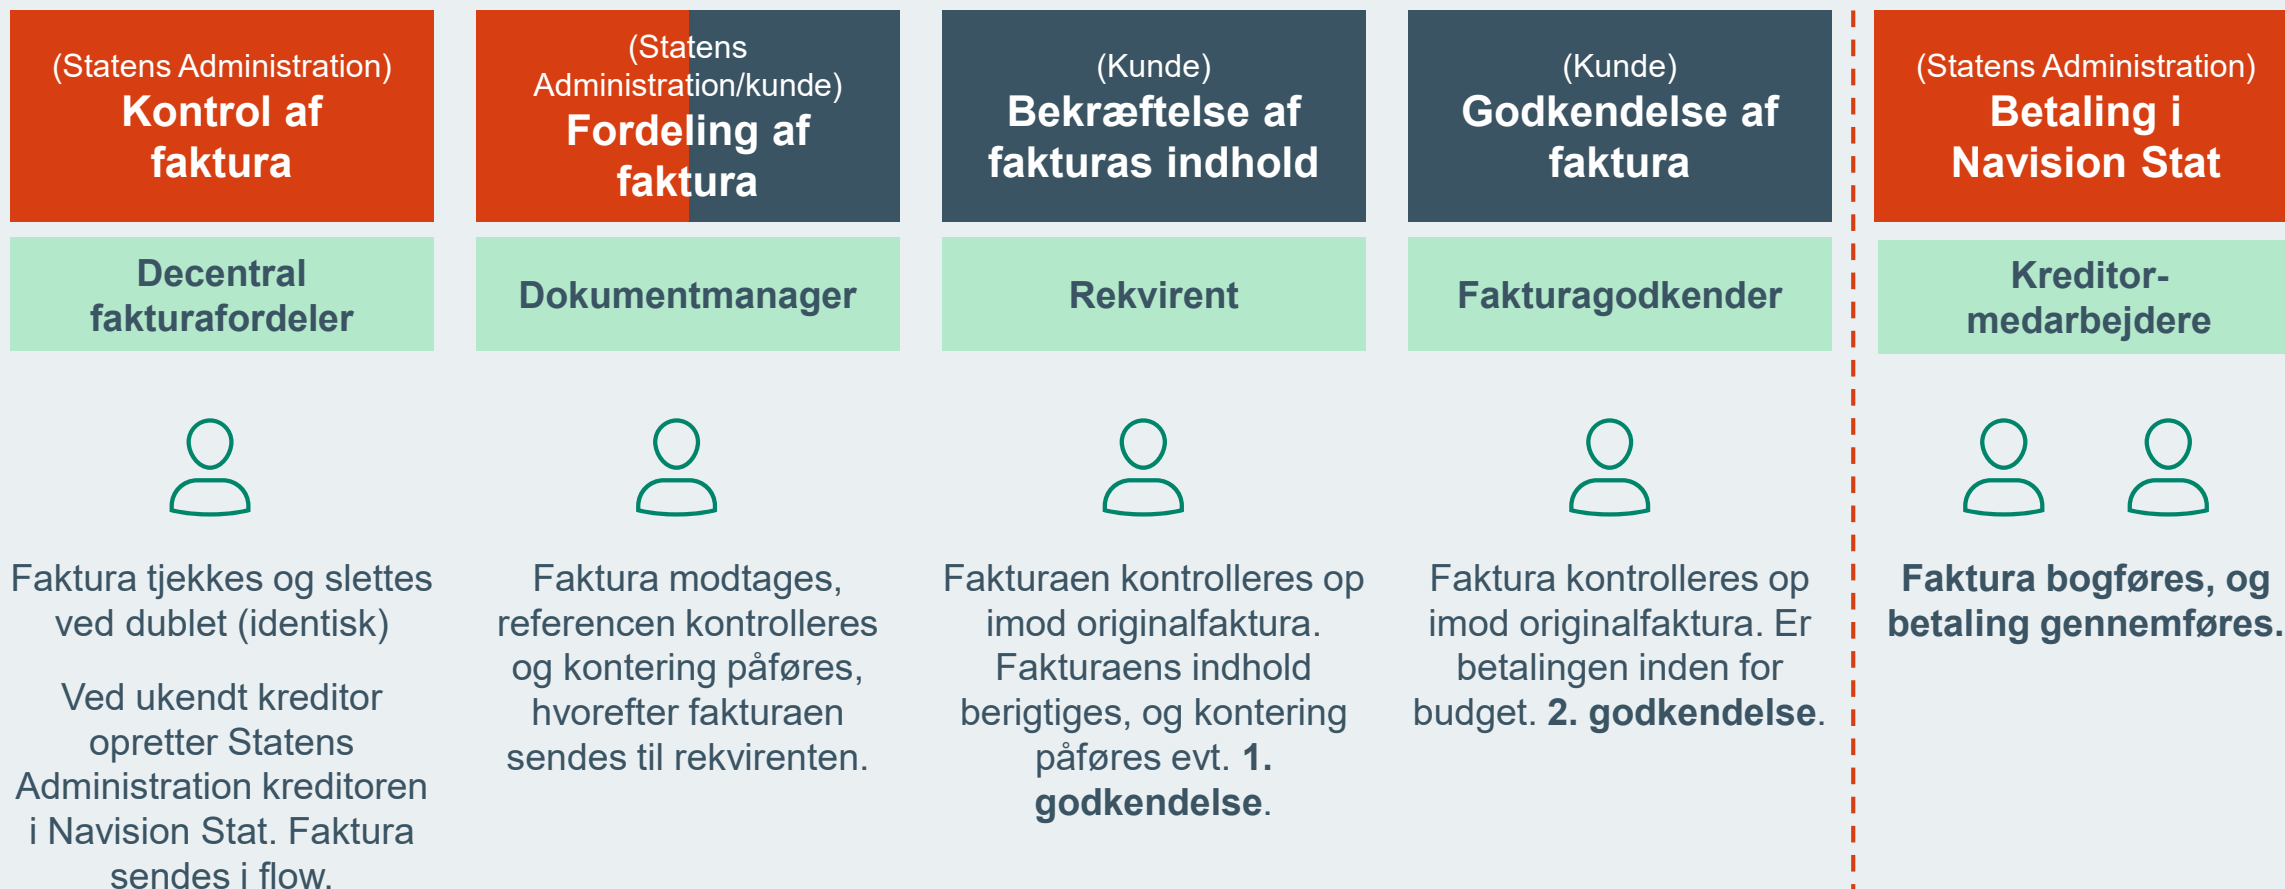 (Statens Administration)
Kontrol af
faktura
Decentral
fakturafordeler
Faktura tjekkes og slettes
ved dublet (identisk)
Ved ukendt kreditor
opretter Statens
Administration kreditoren
i Navision Stat. Faktura
sendes i flow.
(Statens
Administration/kunde)
Fordeling af
faktura
Dokumentmanager
Faktura modtages,
referencen kontrolleres
og kontering påføres,
hvorefter fakturaen
sendes til rekvirenten.
(Kunde)
Bekræftelse af
fakturas indhold
Rekvirent
Fakturaen kontrolleres op
imod originalfaktura.
Fakturaens indhold
berigtiges, og kontering
påføres evt. 1.
godkendelse.
(Kunde)
Godkendelse af
faktura
Fakturagodkender
Faktura kontrolleres op
imod originalfaktura. Er
betalingen inden for
budget. 2. godkendelse.
(Statens Administration)
Betaling i
Navision Stat
Kreditor-
medarbejdere
Faktura bogføres, og
betaling gennemføres.